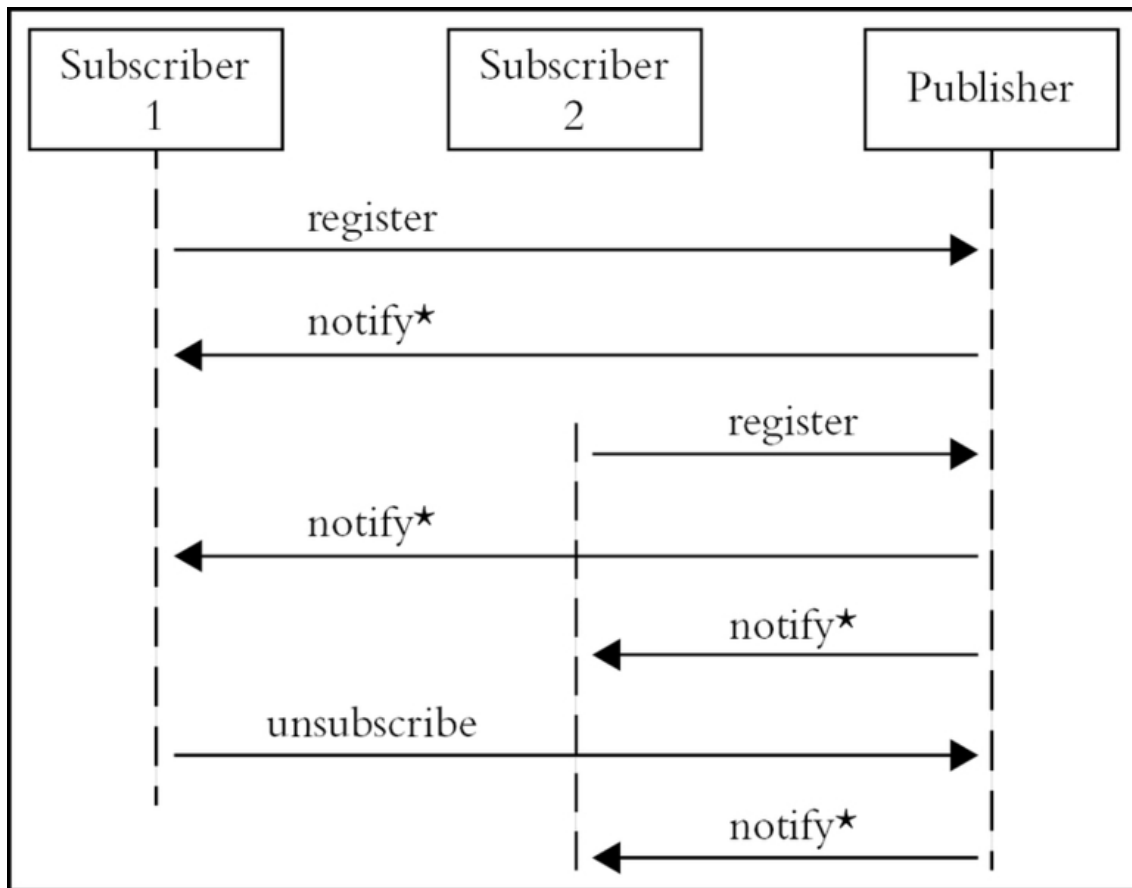 Subscriber
1
Subscriber
2
Publisher
register
notify★
register
notify★
notify★
unsubscribe
notify★